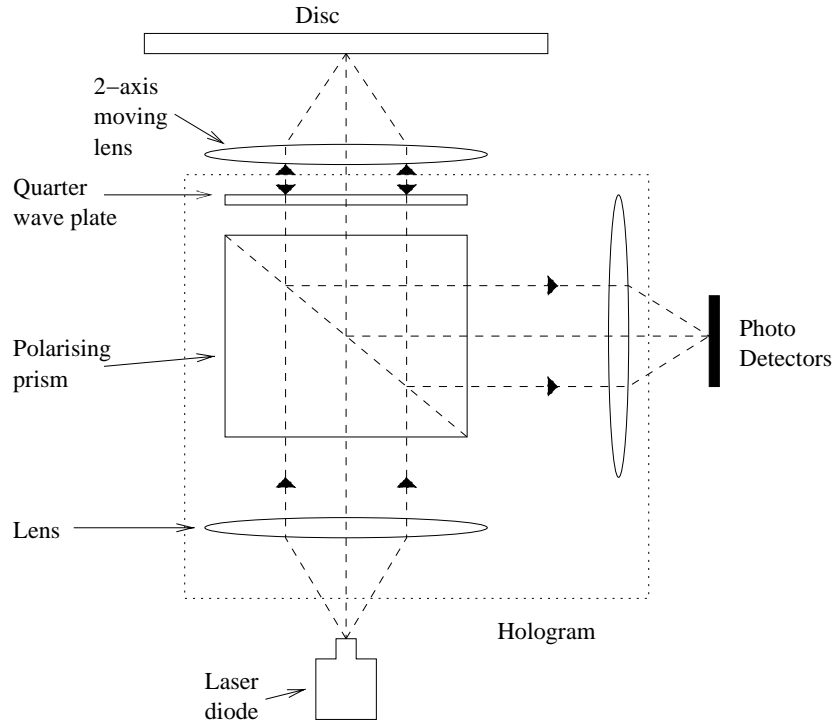 Disc
2−axis
moving
lens
Quarter
wave plate
Polarising
prism
Photo
Detectors
Lens
Hologram
Laser
diode